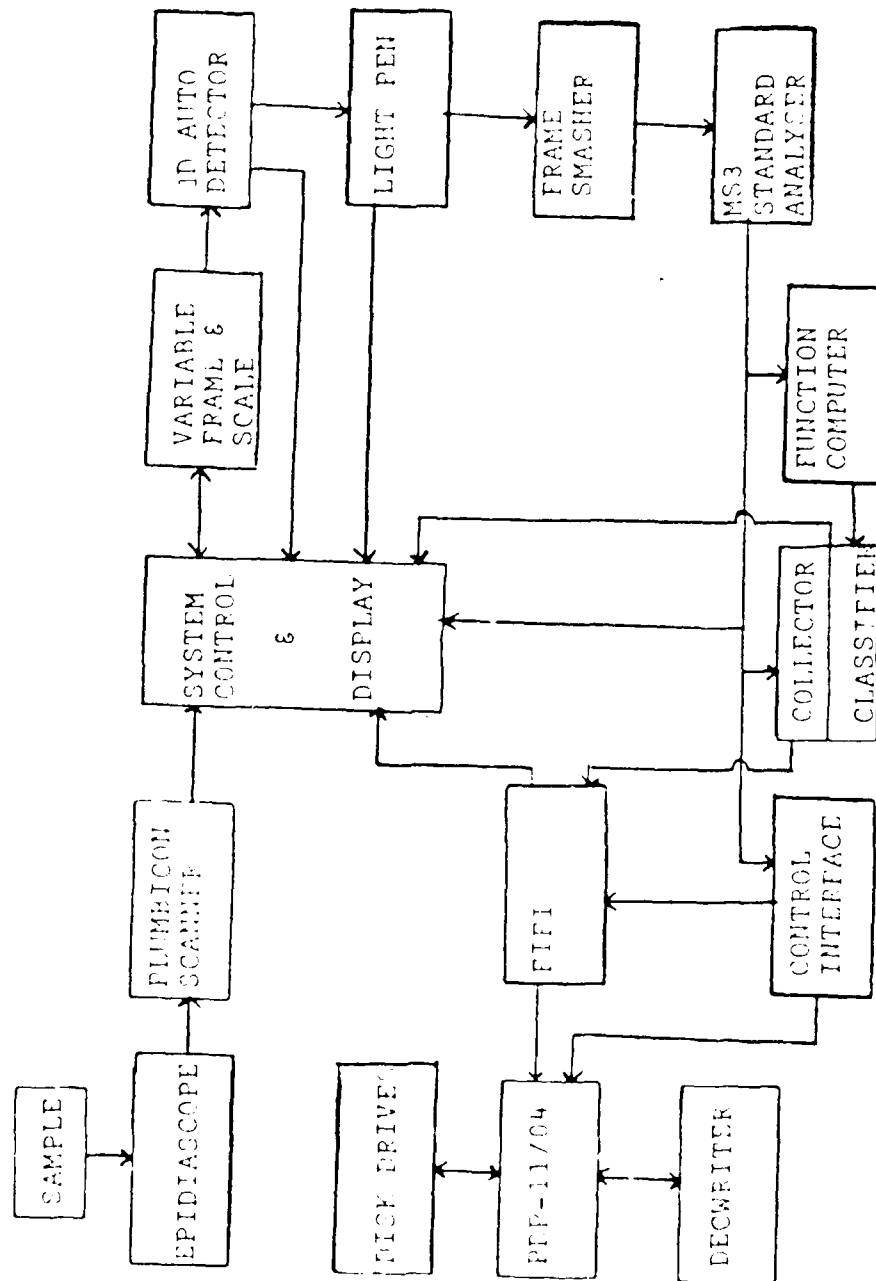 SAMPLE
EPIDIASCOPE
PLUMBICON
SCANNER
SYSTEM
CONTROL
&
DISPLAY
VARIABLE
FRAME &
SCALE
1D AUTO
DETECTOR
LIGHT PEN
FRAME
SMASHER
MS3
STANDARD
ANALYSER
FUNCTION
COMPUTER
COLLECTOR
CLASSIFIER
CONTROL
INTERFACE
FIFI
PDP-11/04
DISK DRIVES
DECWRITER